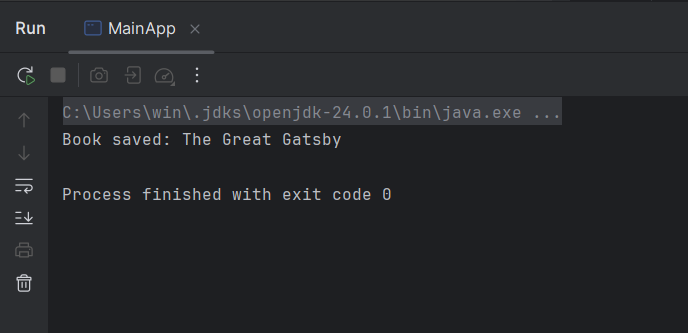 Run MainApp
C:\Users\win\.jdks\openjdk-24.0.1\bin\java.exe ...
Book saved: The Great Gatsby
Process finished with exit code 0